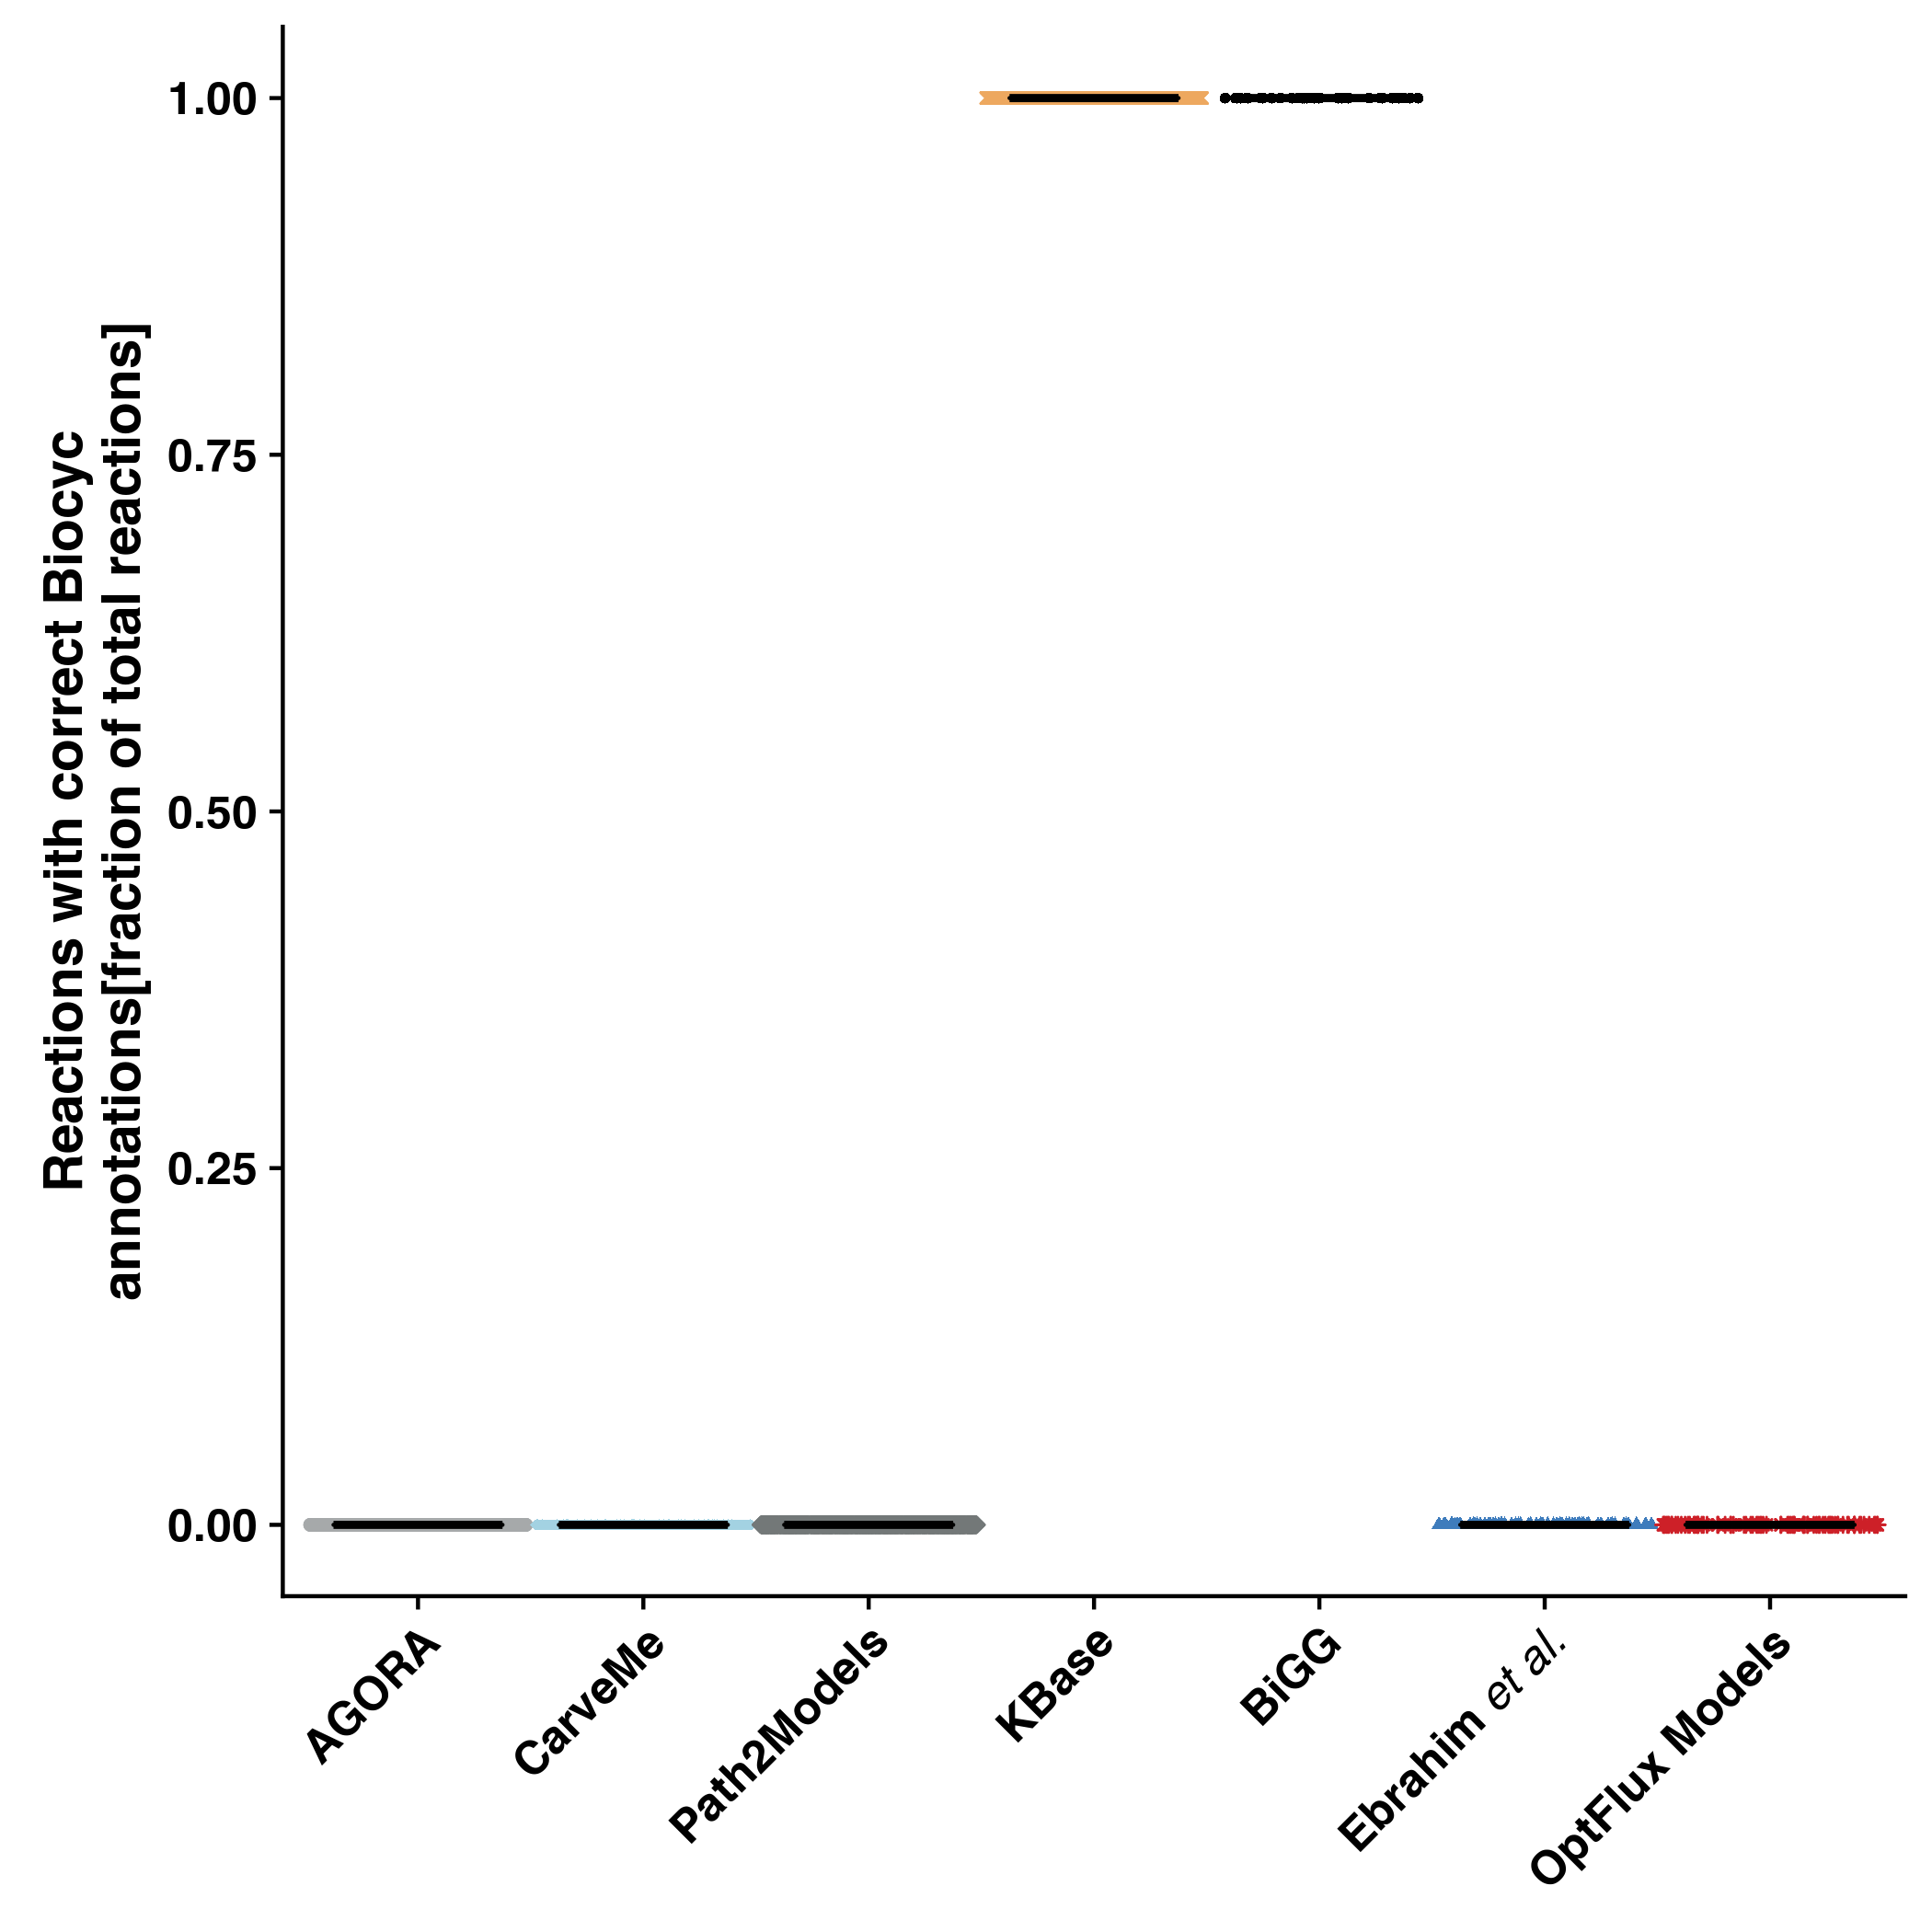 Reactions with correct Biocyc
annotations[fraction of total reactions]
1.00
0.75
0.50
0.25
0.00
AGORA
CarveMe
Path2Models
KBase
BiGG
Ebrahim et al.
OptFlux Models